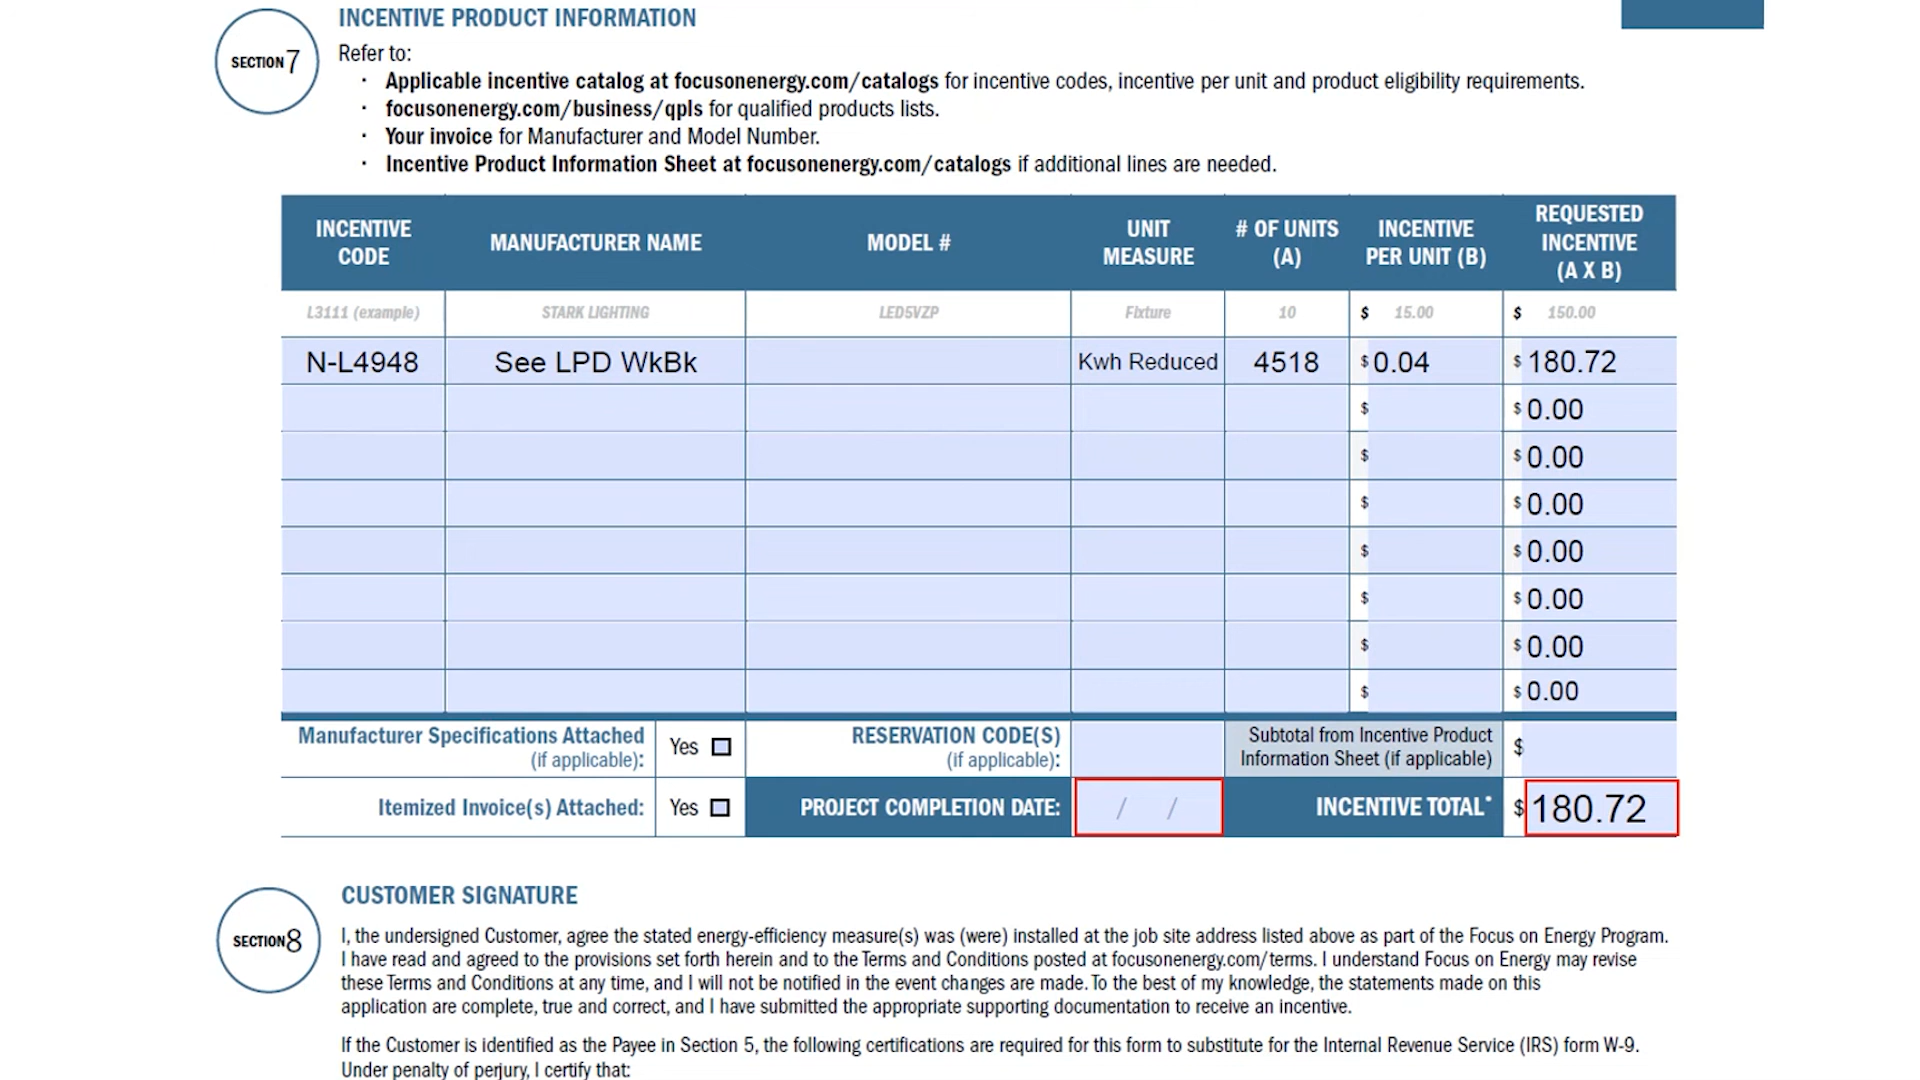 INCENTIVE PRODUCT INFORMATION
SECTION 7
Refer to:
· Applicable incentive catalog at focusonenergy.com/catalogs for incentive codes, incentive per unit and product eligibility requirements.
· focusonenergy.com/business/qpls for qualified products lists.
· Your invoice for Manufacturer and Model Number.
· Incentive Product Information Sheet at focusonenergy.com/catalogs if additional lines are needed.
INCENTIVE CODE MANUFACTURER NAME MODEL # UNIT MEASURE # OF UNITS (A) INCENTIVE PER UNIT (B) REQUESTED INCENTIVE (A X B)
L3111 (example) STARK LIGHTING LED5VZP Fixture 10 $ 15.00 $ 150.00
N-L4948 See LPD WkBk Kwh Reduced 4518 $ 0.04 $ 180.72
$ $ 0.00
$ $ 0.00
$ $ 0.00
$ $ 0.00
$ $ 0.00
$ $ 0.00
$ $ 0.00
Manufacturer Specifications Attached (if applicable): Yes RESERVATION CODE(S) (if applicable): Subtotal from Incentive Product Information Sheet (if applicable) $
Itemized Invoice(s) Attached: Yes PROJECT COMPLETION DATE: / / INCENTIVE TOTAL* $ 180.72
CUSTOMER SIGNATURE
SECTION 8
I, the undersigned Customer, agree the stated energy-efficiency measure(s) was (were) installed at the job site address listed above as part of the Focus on Energy Program.
I have read and agreed to the provisions set forth herein and to the Terms and Conditions posted at focusonenergy.com/terms. I understand Focus on Energy may revise
these Terms and Conditions at any time, and I will not be notified in the event changes are made. To the best of my knowledge, the statements made on this
application are complete, true and correct, and I have submitted the appropriate supporting documentation to receive an incentive.
If the Customer is identified as the Payee in Section 5, the following certifications are required for this form to substitute for the Internal Revenue Service (IRS) form W-9.
Under penalty of perjury, I certify that: